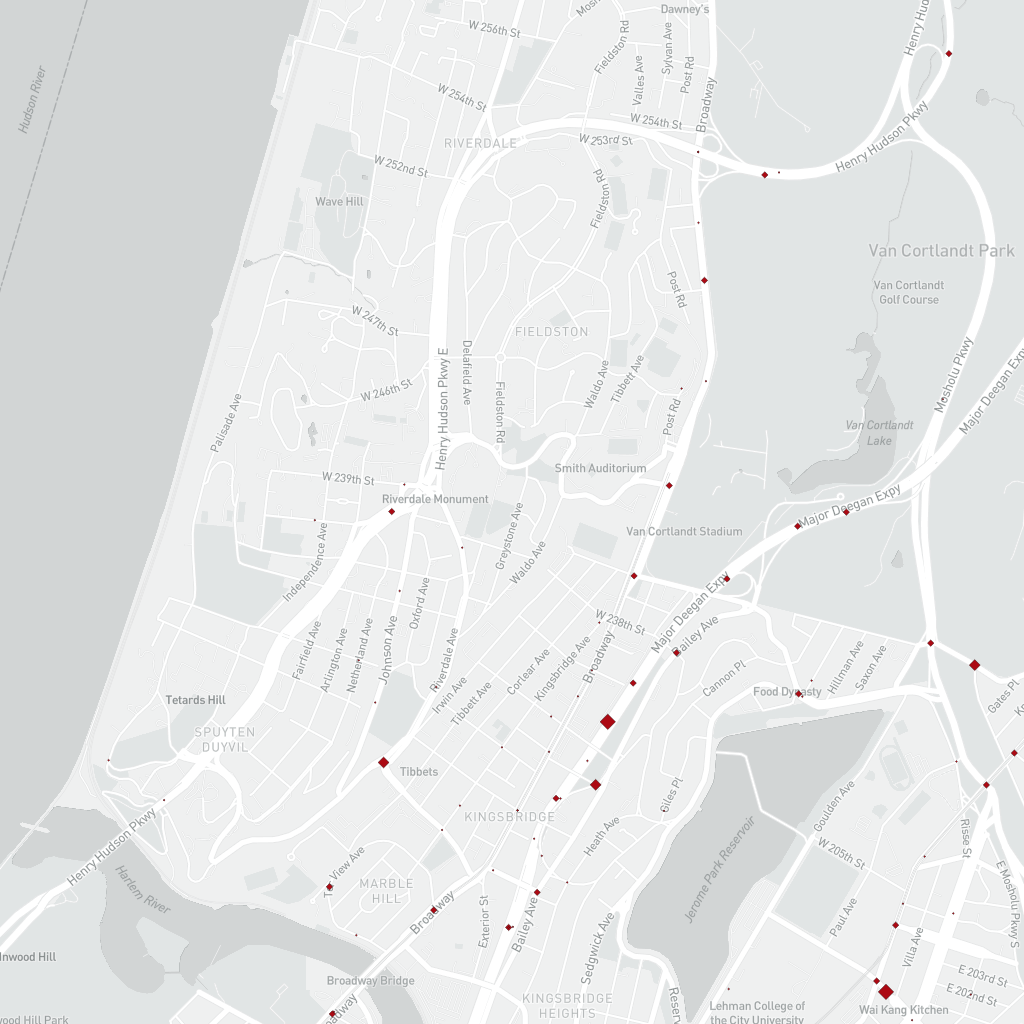 Dawney's
W 256th St
Mosh
Fieldston Rd
Sylvan Ave
Valles Ave
Post Rd
Henry Hud
Hudson River
W 254th St
BROADWAY
W 254th St
RIVERDALE
W 253rd St
Henry Hudson Pkwy
W 252nd St
Wave Hill
Fieldston Rd
Van Cortlandt Park
Van Cortlandt
Golf Course
Post Rd
W 247th St
FIELDSTON
Delafield Ave
Henry Hudson Pkwy E
Mosholu Pkwy
Major Deegan Expy
Waldo Ave
Tibbett Ave
W 246th St
Fieldston Rd
Palisade Ave
Post Rd
Van Cortlandt
Lake
Smith Auditorium
W 239th St
Riverdale Monument
Major Deegan Expy
Greystone Ave
Van Cortlandt Stadium
Independence Ave
Waldo Ave
Oxford Ave
Major Deegan Expy
W 238th St
Bailey Ave
Fairfield Ave
Arlington Ave
Netherland Ave
Johnson Ave
Riverdale Ave
Broadway
Kingsbridge Ave
Corlear Ave
Hillman Ave
Saxon Ave
Cannon Pl
Irwin Ave
Tibbett Ave
Food Dynasty
Gates Pl
Tetards Hill
SPUYTEN
DUYVIL
Tibbets
Giles Pl
Goulden Ave
KINGSBRIDGE
Heath Ave
Risse St
Henry Hudson Pkwy
W 205th St
Jerome Park Reservoir
View Ave
Harlem River
MARBLE
HILL
E Mosholu Pkwy S
Broadway
Exterior St
Bailey Ave
Paul Ave
Sedgwick Ave
Villa Ave
Inwood Hill
E 203rd St
Broadway Bridge
E 202nd St
KINGSBRIDGE
HEIGHTS
Reserv
Lehman College of
the City University
Wai Kang Kitchen
wood Hill Park
oadway